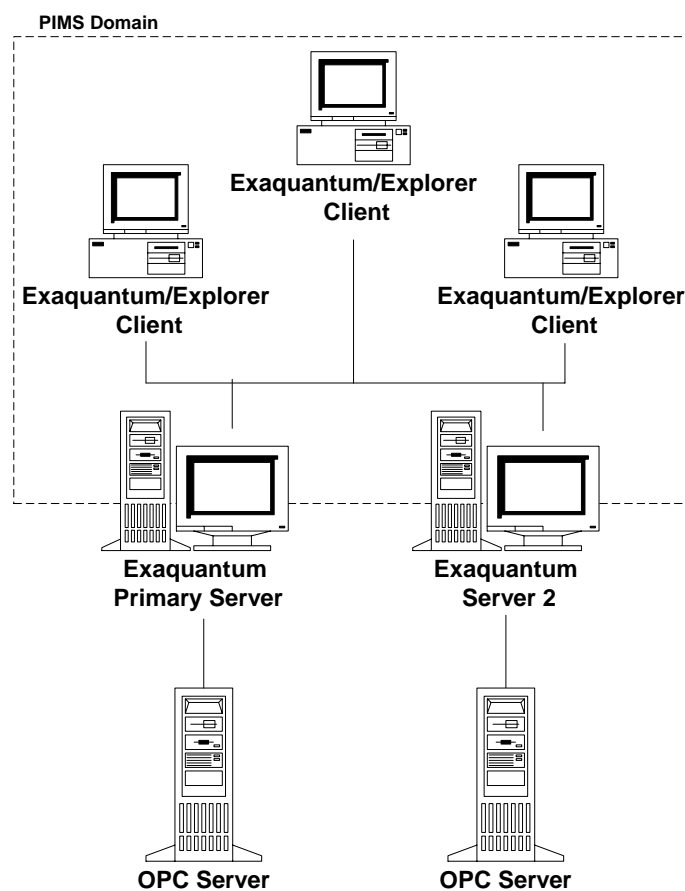 PIMS Domain
Exaquantum/Explorer
Client
Exaquantum/Explorer
Client
Exaquantum/Explorer
Client
Exaquantum
Primary Server
Exaquantum
Server 2
OPC Server
OPC Server